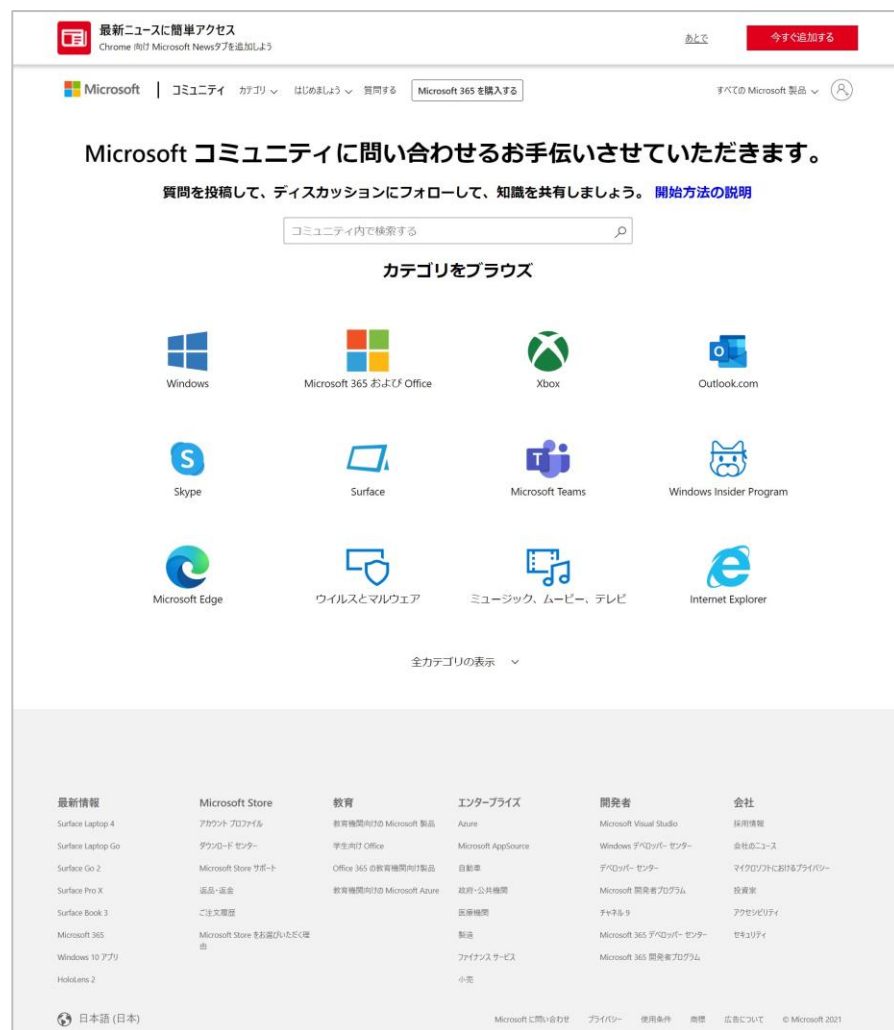 最新ニュースに簡単アクセス
Chrome 向け Microsoft Newsタブを追加しよう
あとで
今すぐ追加する
Microsoft
コミュニティ
カテゴリ
はじめましょう
質問する
Microsoft 365 を購入する
すべての Microsoft 製品
Microsoft コミュニティに問い合わせるお手伝いさせていただきます。
質問を投稿して、ディスカッションにフォローして、知識を共有しましょう。 開始方法の説明
コミュニティ内で検索する
カテゴリをブラウズ
Windows
Microsoft 365 および Office
Xbox
Outlook.com
Skype
Surface
Microsoft Teams
Windows Insider Program
Microsoft Edge
ウイルスとマルウェア
ミュージック、ムービー、テレビ
Internet Explorer
全カテゴリの表示
最新情報
Surface Laptop 4
Surface Laptop Go
Surface Go 2
Surface Pro X
Surface Book 3
Microsoft 365
Windows 10 アプリ
HoloLens 2
Microsoft Store
アカウント プロファイル
ダウンロード センター
Microsoft Store サポート
返品・返金
ご注文履歴
Microsoft Store をお選びいただく理
由
教育
教育機関向けの Microsoft 製品
学生向け Office
Office 365 の教育機関向け製品
教育機関向けの Microsoft Azure
エンタープライズ
Azure
Microsoft AppSource
自動車
政府・公共機関
医療機関
製造
ファイナンス サービス
小売
開発者
Microsoft Visual Studio
Windows デベロッパー センター
デベロッパー センター
Microsoft 開発者プログラム
チャネル 9
Microsoft 365 デベロッパー センター
Microsoft 365 開発者プログラム
会社
採用情報
会社のニュース
マイクロソフトにおけるプライバシー
投資家
アクセシビリティ
セキュリティ
日本語 (日本)
Microsoft に問い合わせ
プライバシー
使用条件
商標
広告について
© Microsoft 2021